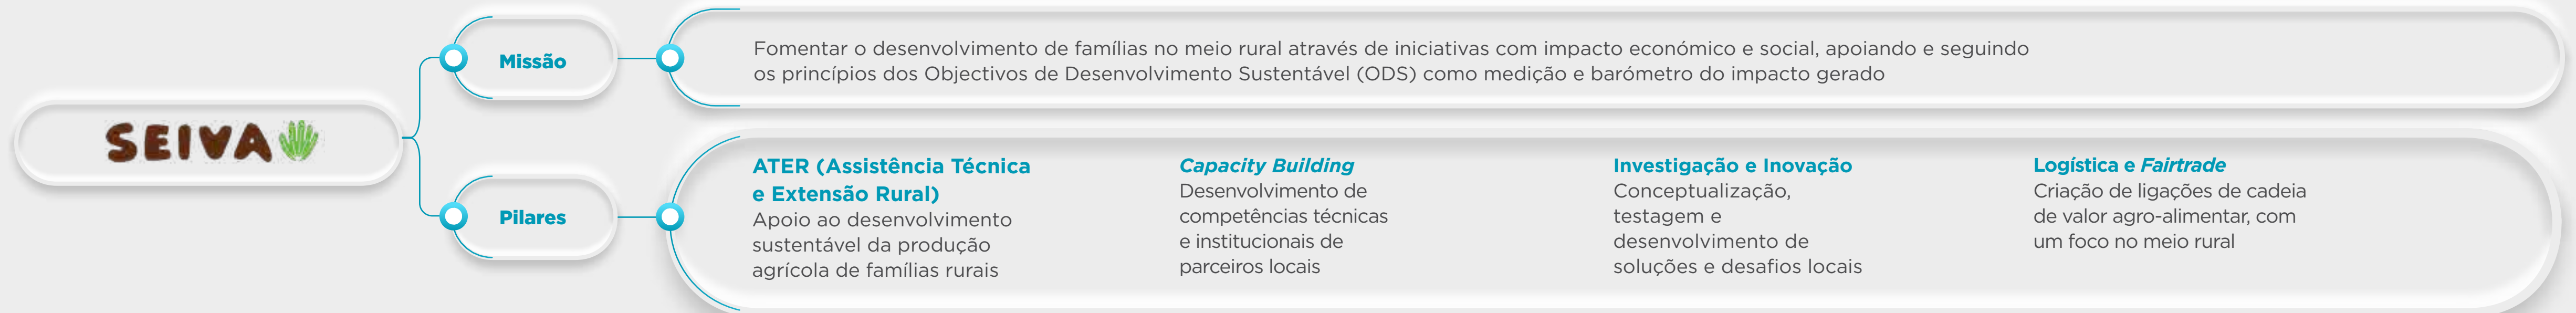 SEIVA
Missão
Fomentar o desenvolvimento de famílias no meio rural através de iniciativas com impacto económico e social, apoiando e seguindo
os princípios dos Objectivos de Desenvolvimento Sustentável (ODS) como medição e barómetro do impacto gerado
Pilares
ATER (Assistência Técnica
e Extensão Rural)
Apoio ao desenvolvimento
sustentável da produção
agrícola de famílias rurais
Capacity Building
Desenvolvimento de
competências técnicas
e institucionais de
parceiros locais
Investigação e Inovação
Conceptualização,
testagem e
desenvolvimento de
soluções e desafios locais
Logística e Fairtrade
Criação de ligações de cadeia
de valor agro-alimentar, com
um foco no meio rural